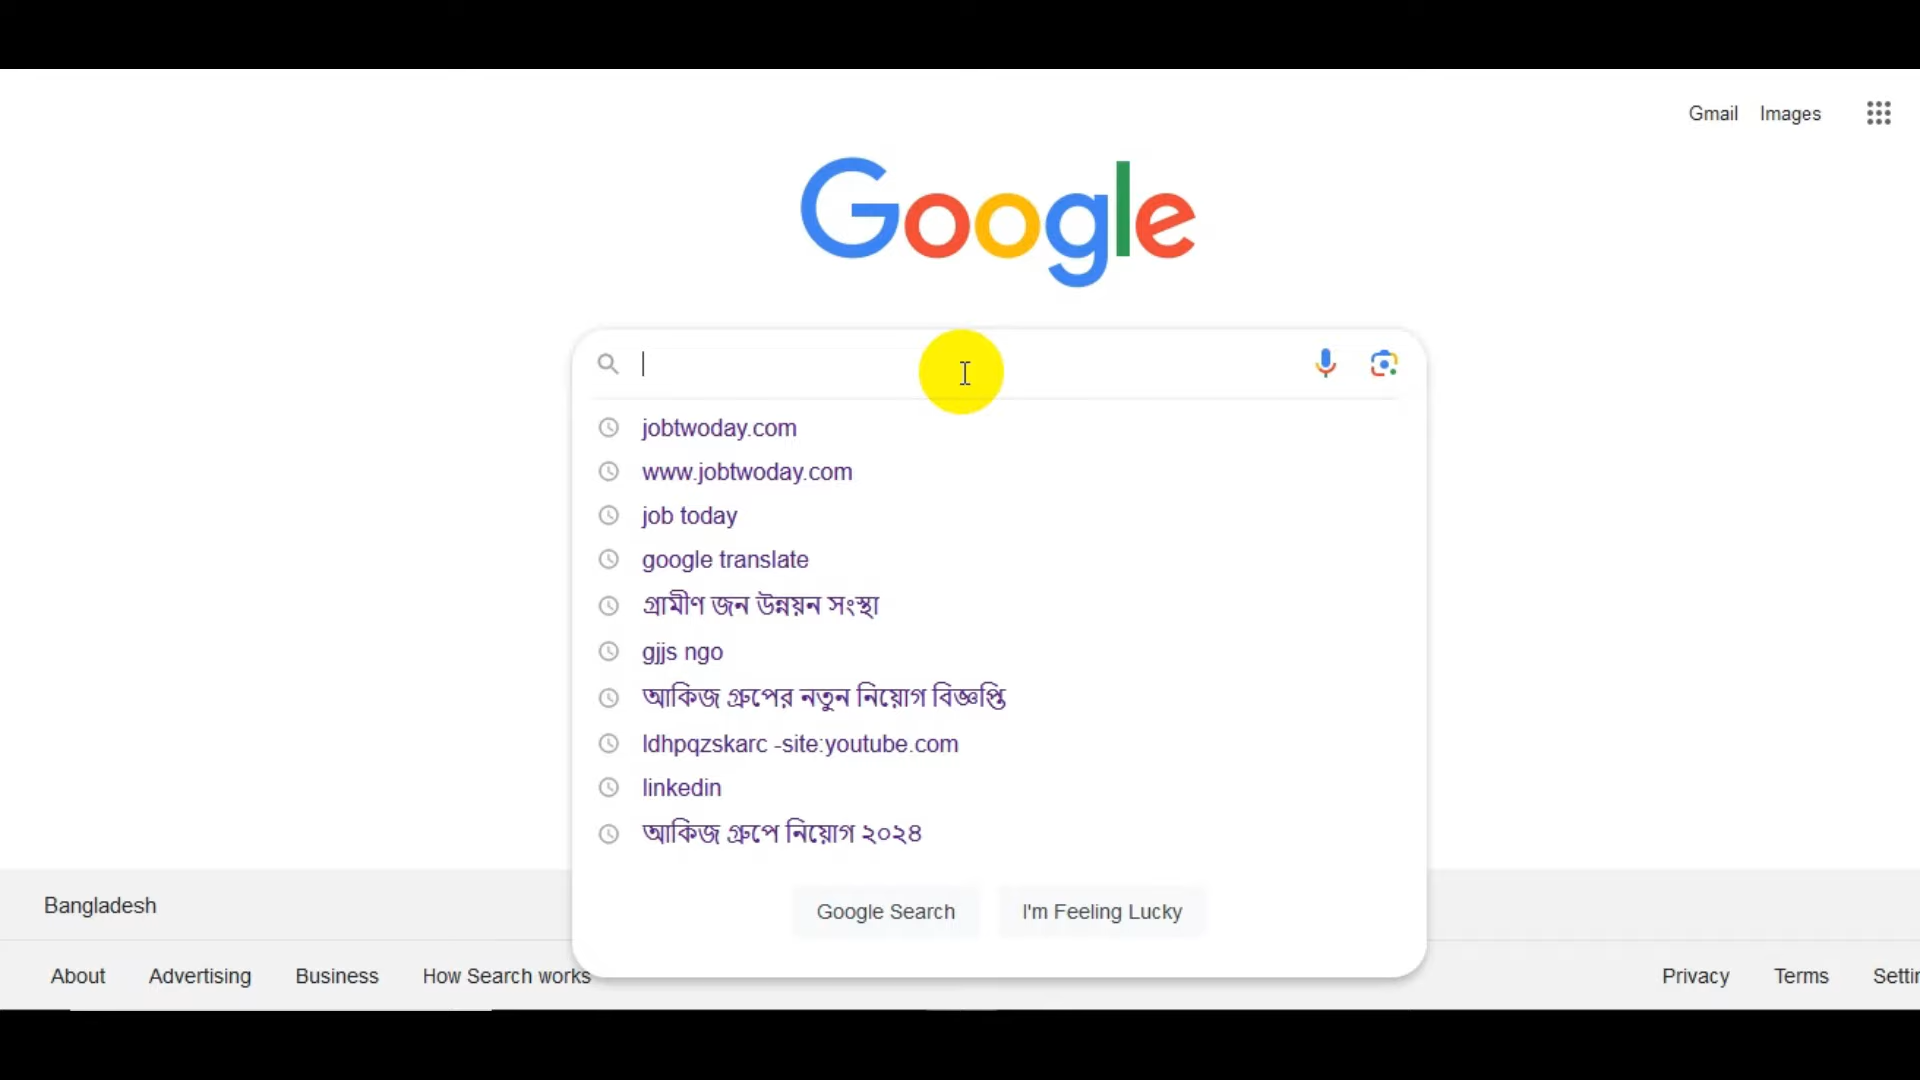 Gmail Images
Google
jobtwoday.com
www.jobtwoday.com
job today
google translate
গ্রামীণ জন উন্নয়ন সংস্থা
gjjs ngo
আকিজ গ্রুপের নতুন নিয়োগ বিজ্ঞপ্তি
ldhpqzskarc -site:youtube.com
linkedin
আকিজ গ্রুপে নিয়োগ ২০২৪
Google Search I'm Feeling Lucky
Bangladesh
About Advertising Business How Search works Privacy Terms